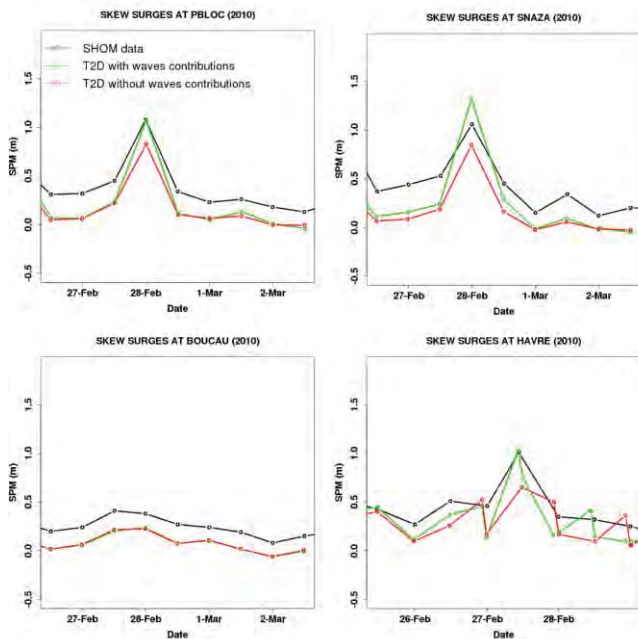 SKEW SURGES AT PBLOC (2010)
SHOM data
T2D with waves contributions
T2D without waves contributions
SPM (m)
1.5
1.0
0.5
0.0
-0.5
27-Feb 28-Feb 1-Mar 2-Mar
Date
SKEW SURGES AT SNAZA (2010)
SPM (m)
1.5
1.0
0.5
0.0
-0.5
27-Feb 28-Feb 1-Mar 2-Mar
Date
SKEW SURGES AT BOUCAU (2010)
SPM (m)
1.5
1.0
0.5
0.0
-0.5
27-Feb 28-Feb 1-Mar 2-Mar
Date
SKEW SURGES AT HAVRE (2010)
SPM (m)
1.5
1.0
0.5
0.0
-0.5
26-Feb 27-Feb 28-Feb
Date